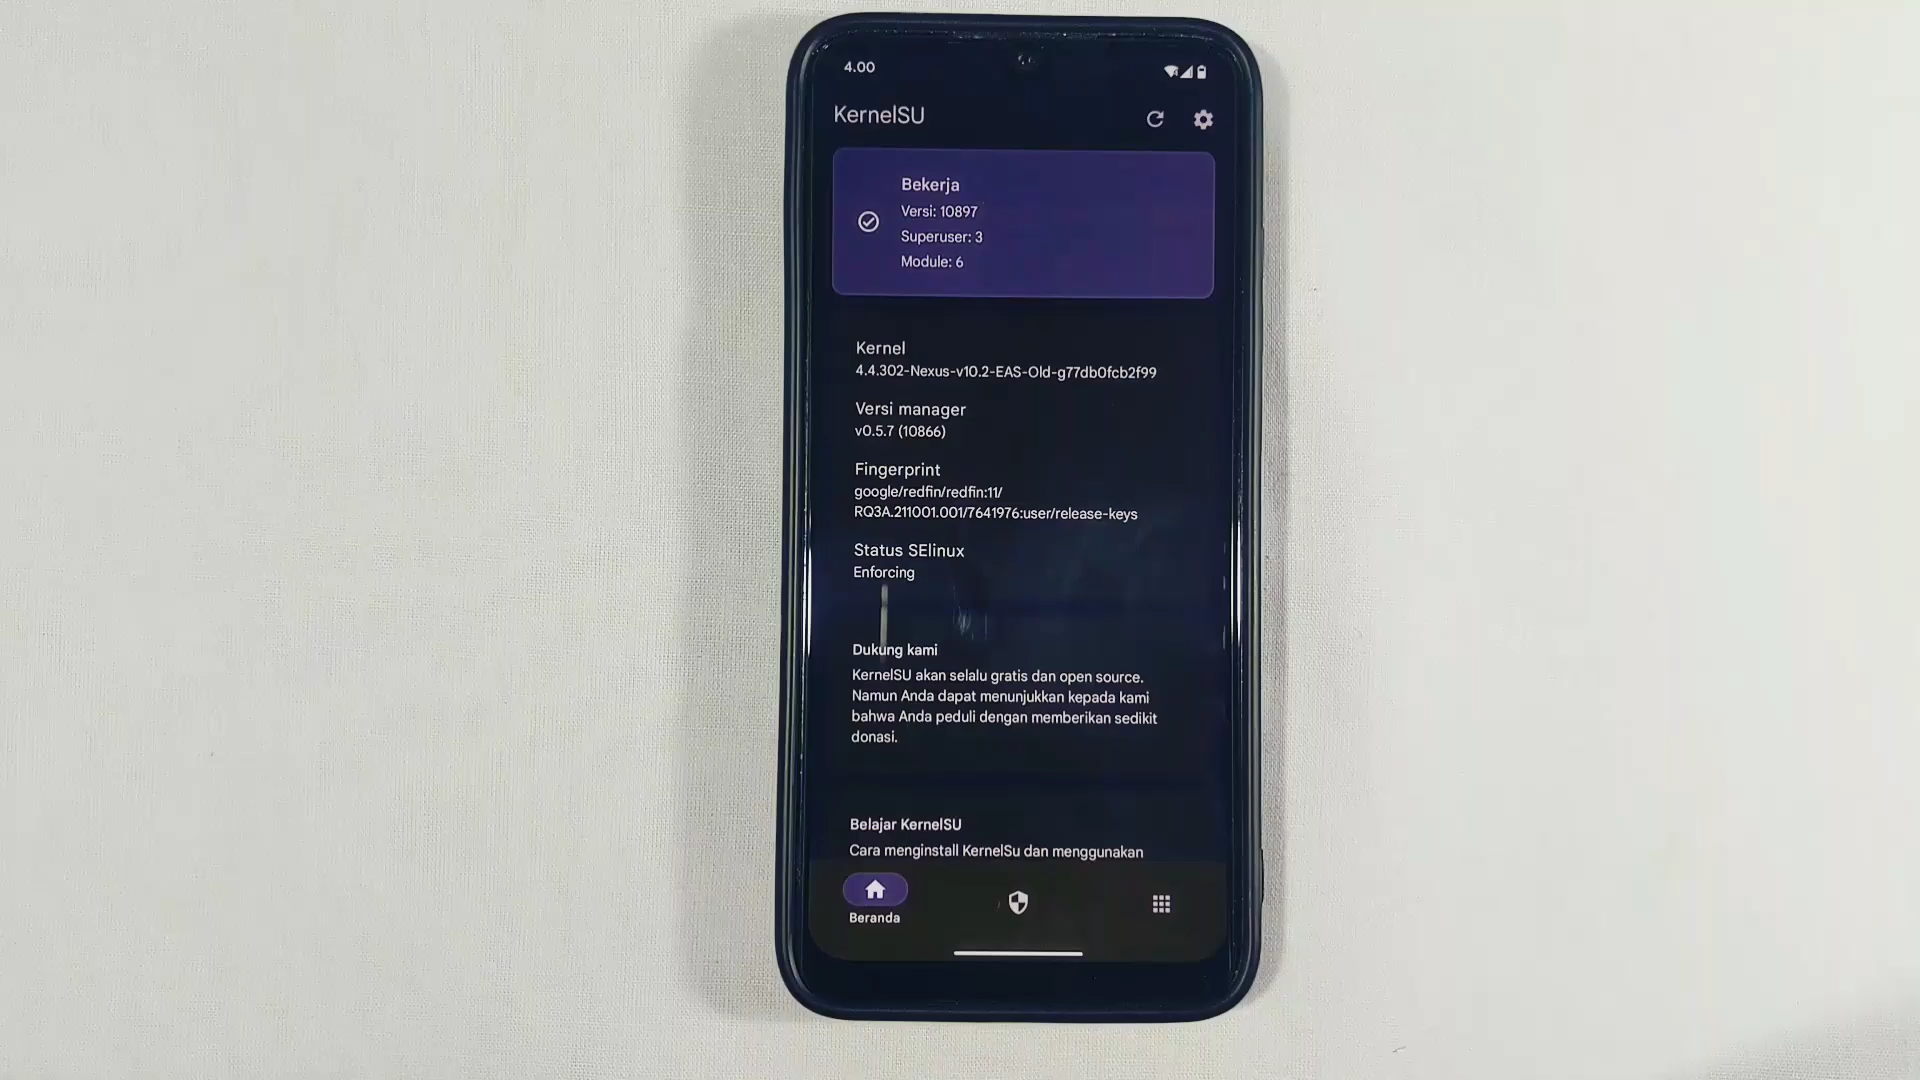 4.00
KernelSU
Bekerja
Versi: 10897
Superuser: 3
Module: 6
Kernel
4.4.302-Nexus-v10.2-EAS-Old-g77db0fcb2f99
Versi manager
v0.5.7 (10866)
Fingerprint
google/redfin/redfin:11/
RQ3A.211001.001/7641976:user/release-keys
Status SElinux
Enforcing
Dukung kami
KernelSU akan selalu gratis dan open source.
Namun Anda dapat menunjukkan kepada kami
bahwa Anda peduli dengan memberikan sedikit
donasi.
Belajar KernelSU
Cara menginstall KernelSu dan menggunakan
Beranda